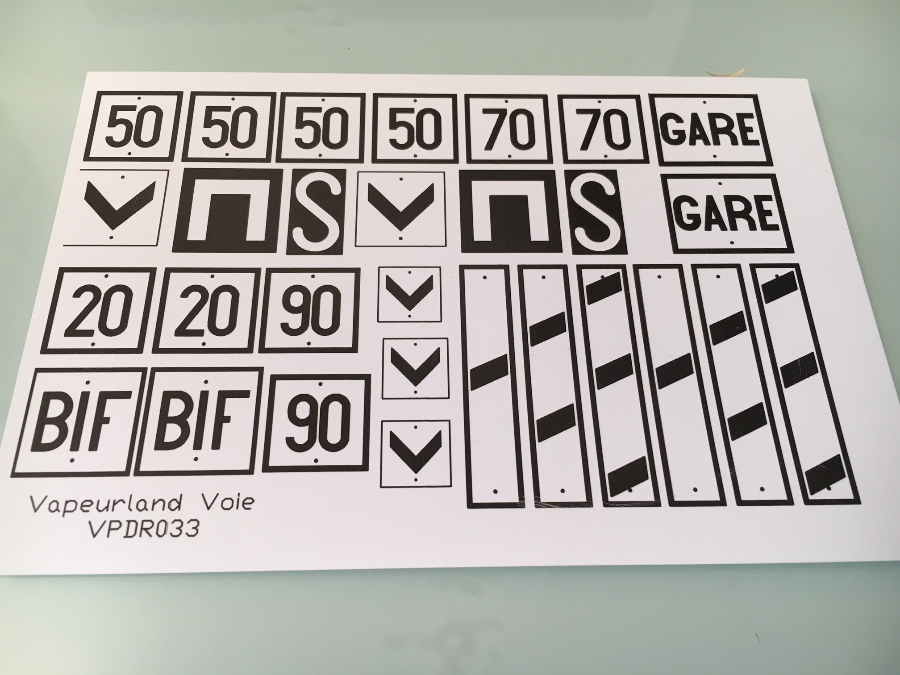 50 50 50 50 70 70 GARE
S S GARE
20 20 90
BIF BIF 90
Vapeurland Voie
VPDR033